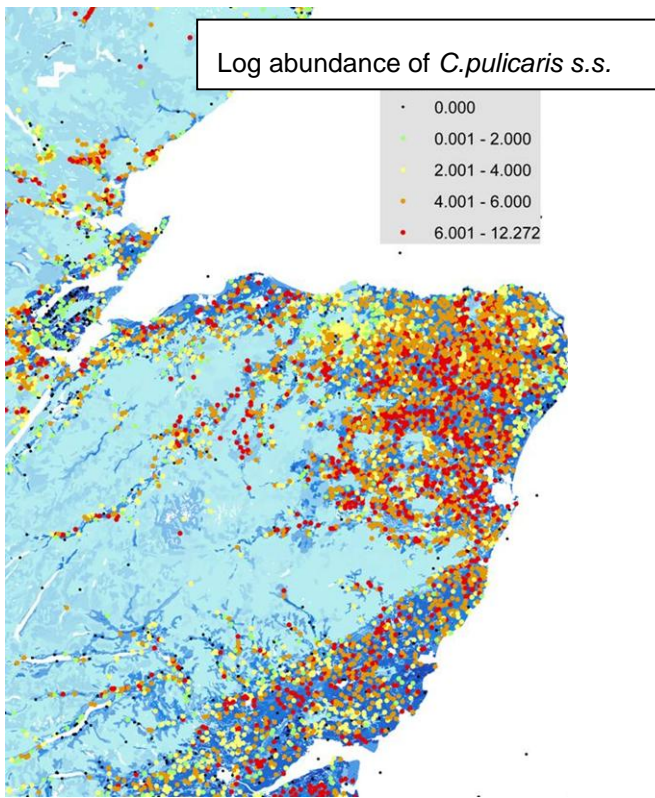 Log abundance of C.pulicaris s.s.
0.000
0.001 - 2.000
2.001 - 4.000
4.001 - 6.000
6.001 - 12.272